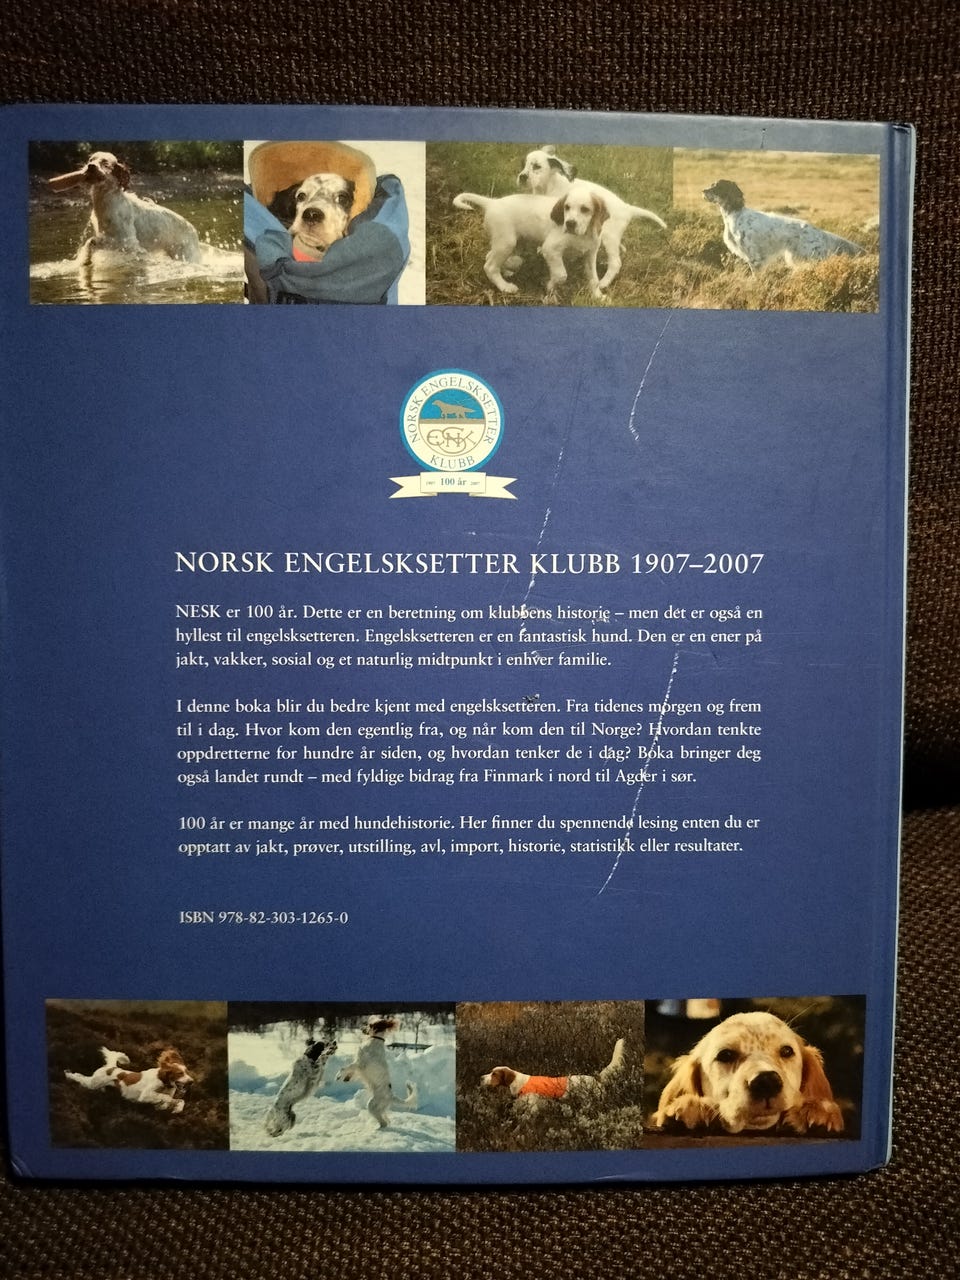 NORSK ENGELSKSETTER
NESK
KLUBB
1907 100 år 2007
NORSK ENGELSKSETTER KLUBB 1907–2007
NESK er 100 år. Dette er en beretning om klubbens historie – men det er også en
hyllest til engelsksetteren. Engelsksetteren er en fantastisk hund. Den er en ener på
jakt, vakker, sosial og et naturlig midtpunkt i enhver familie.
I denne boka blir du bedre kjent med engelsksetteren. Fra tidenes morgen og frem
til i dag. Hvor kom den egentlig fra, og når kom den til Norge? Hvordan tenkte
oppdretterne for hundre år siden, og hvordan tenker de i dag? Boka bringer deg
også landet rundt – med fyldige bidrag fra Finmark i nord til Agder i sør.
100 år er mange år med hundehistorie. Her finner du spennende lesing enten du er
opptatt av jakt, prøver, utstilling, avl, import, historie, statistikk eller resultater.
ISBN 978-82-303-1265-0